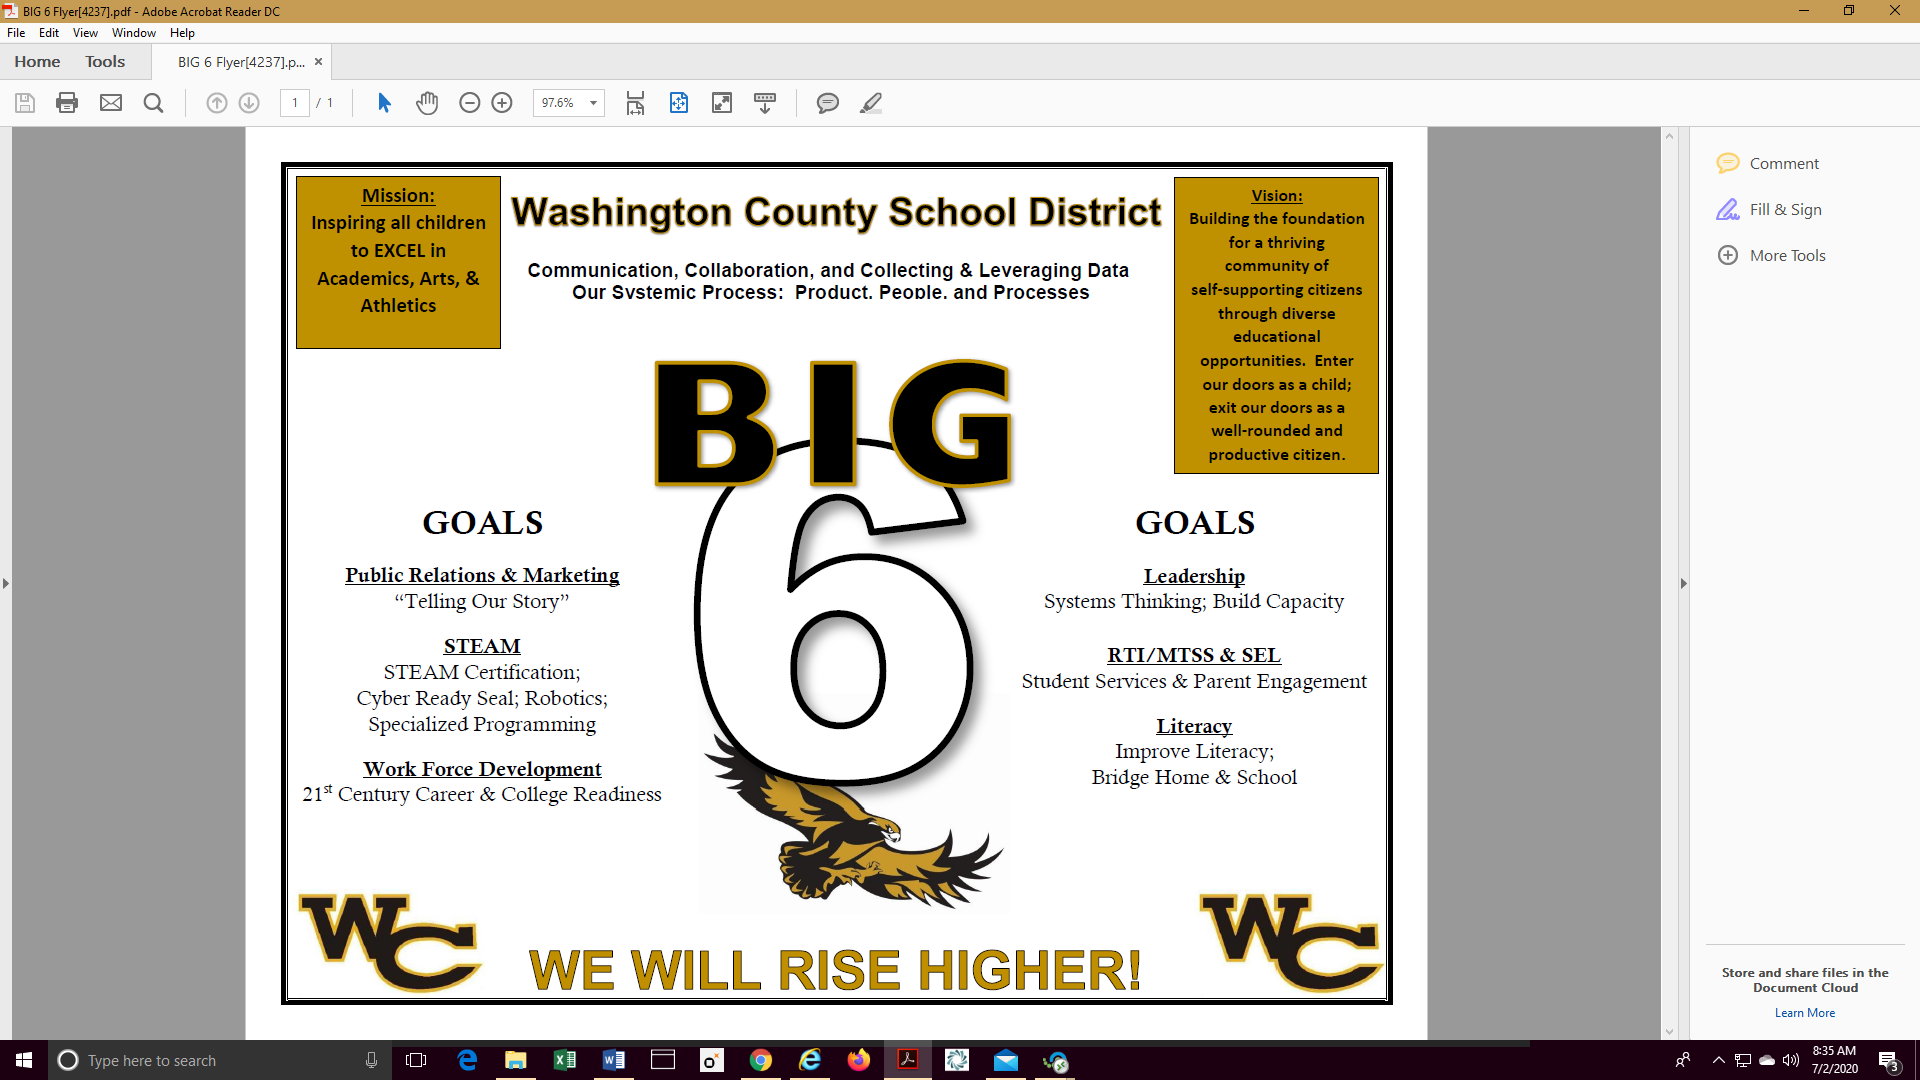 BIG 6 Flyer[4237].pdf - Adobe Acrobat Reader DC
File Edit View Window Help
Home Tools BIG 6 Flyer[4237].p... ×
1 / 1 97.6%
Mission:
Inspiring all children
to EXCEL in
Academics, Arts, &
Athletics
Washington County School District
Communication, Collaboration, and Collecting & Leveraging Data
Our Systemic Process: Product, People, and Processes
Vision:
Building the foundation
for a thriving
community of
self-supporting citizens
through diverse
educational
opportunities. Enter
our doors as a child;
exit our doors as a
well-rounded and
productive citizen.
BIG
6
GOALS
Public Relations & Marketing
“Telling Our Story”
STEAM
STEAM Certification;
Cyber Ready Seal; Robotics;
Specialized Programming
Work Force Development
21st Century Career & College Readiness
GOALS
Leadership
Systems Thinking; Build Capacity
RTI/MTSS & SEL
Student Services & Parent Engagement
Literacy
Improve Literacy;
Bridge Home & School
WC
WE WILL RISE HIGHER!
WC
Comment
Fill & Sign
More Tools
Store and share files in the
Document Cloud
Learn More
Type here to search
8:35 AM
7/2/2020
3